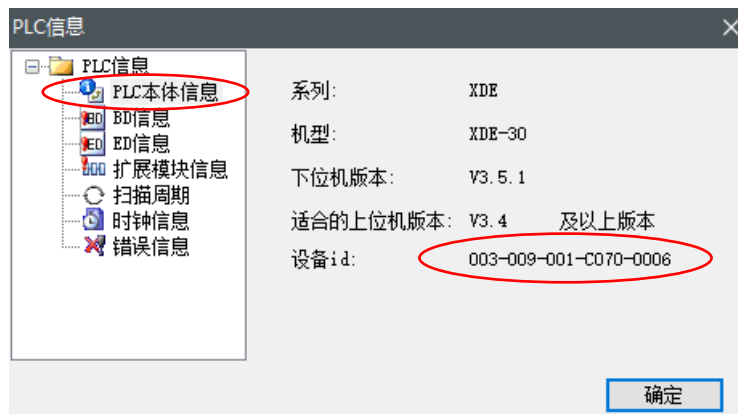 PLC信息
PLC信息
PLC本体信息
BD BD信息
ED ED信息
扩展模块信息
扫描周期
时钟信息
错误信息
系列: XDE
机型: XDE-30
下位机版本: V3.5.1
适合的上位机版本: V3.4 及以上版本
设备id: 003-009-001-C070-0006
确定